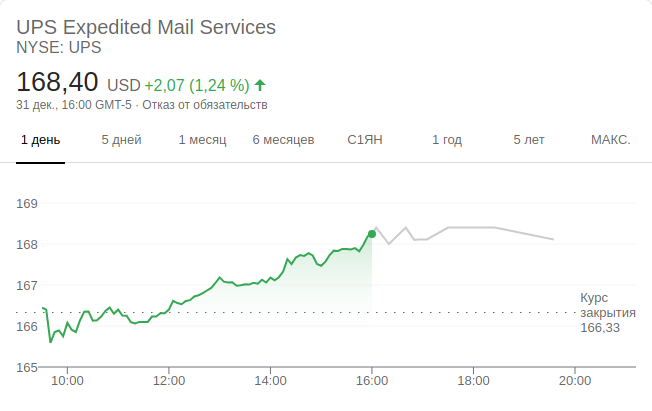 UPS Expedited Mail Services
NYSE: UPS
168,40 USD +2,07 (1,24 %)
31 дек., 16:00 GMT-5 · Отказ от обязательств
1 день 5 дней 1 месяц 6 месяцев С1ЯН 1 год 5 лет МАКС.
169
168
167
166
165
Курс
закрытия
166,33
10:00 12:00 14:00 16:00 18:00 20:00